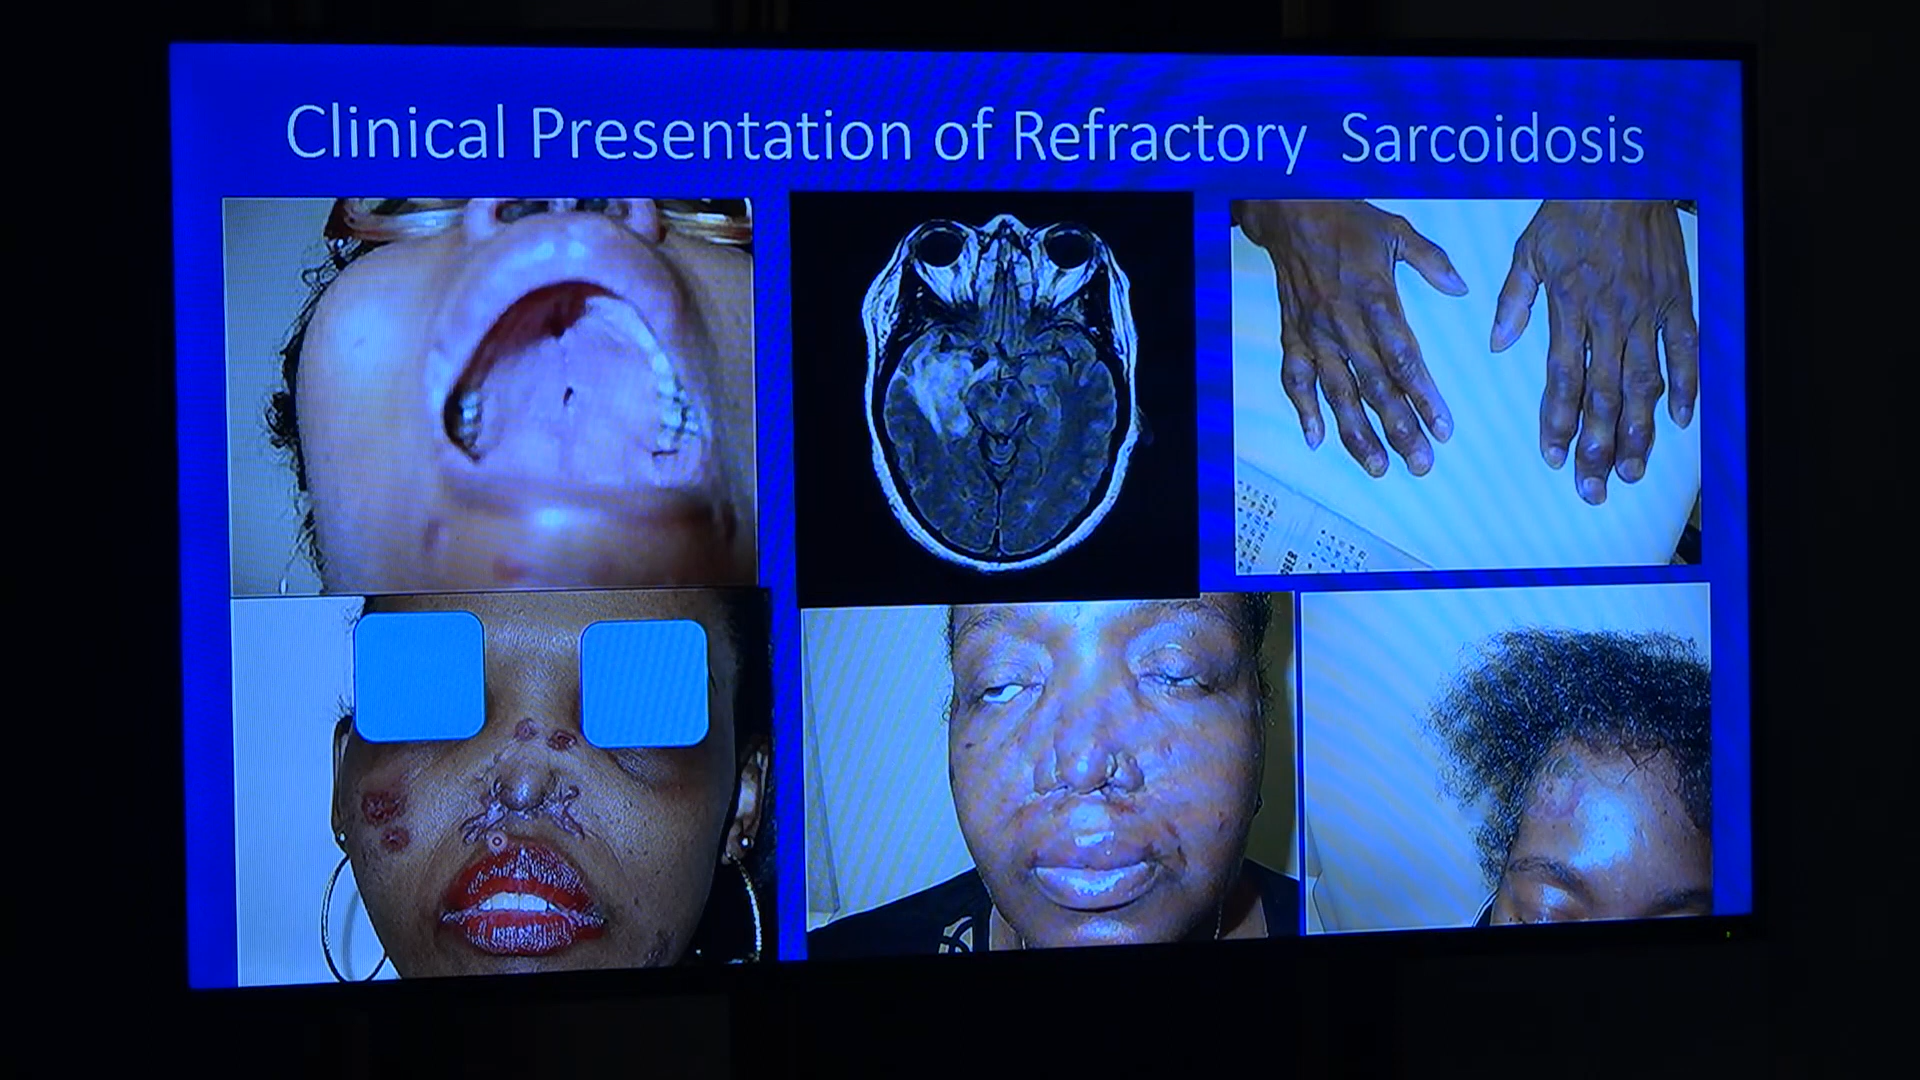 Clinical Presentation of Refractory Sarcoidosis